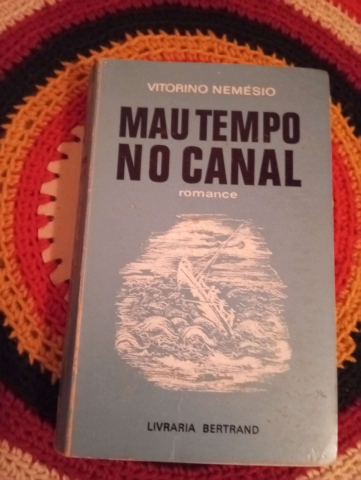 VITORINO NEMÉSIO
MAU TEMPO
NO CANAL
romance
LIVRARIA BERTRAND